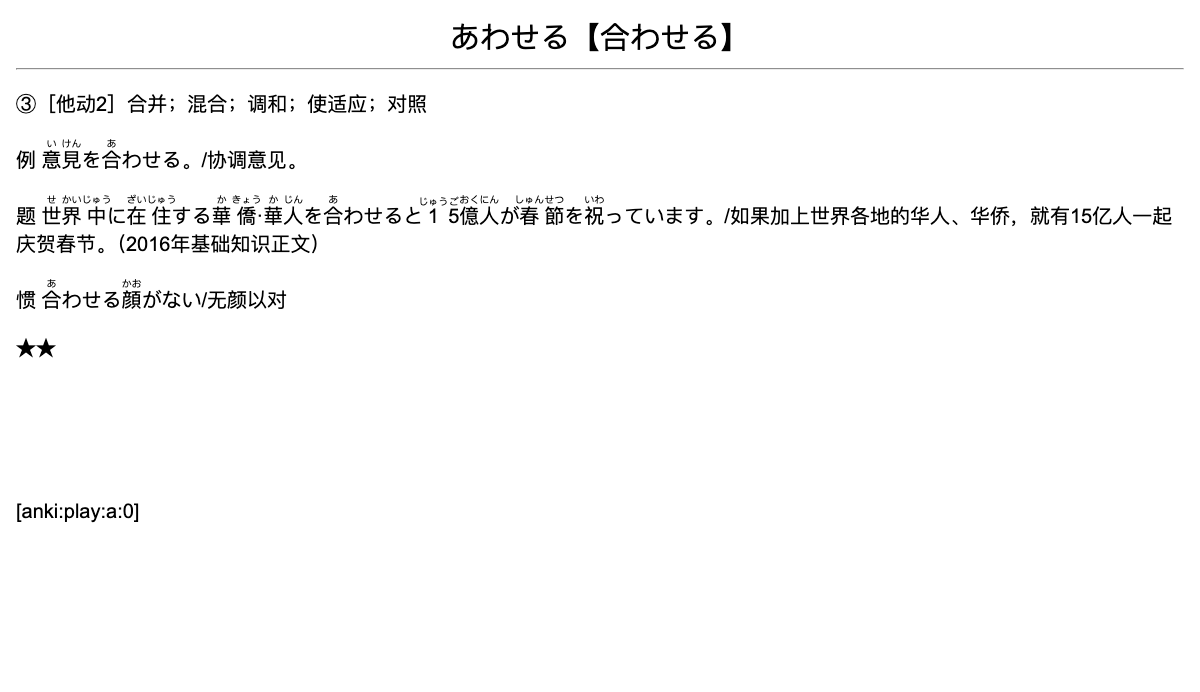 あわせる【合わせる】
③［他动2］合并；混合；调和；使适应；对照
例 意見を合わせる。/协调意见。
题 世界中に在住する華僑·華人を合わせると15億人が春節を祝っています。/如果加上世界各地的华人、华侨，就有15亿人一起
庆贺春节。（2016年基础知识正文）
惯 合わせる顔がない/无颜以对
★★
[anki:play:a:0]